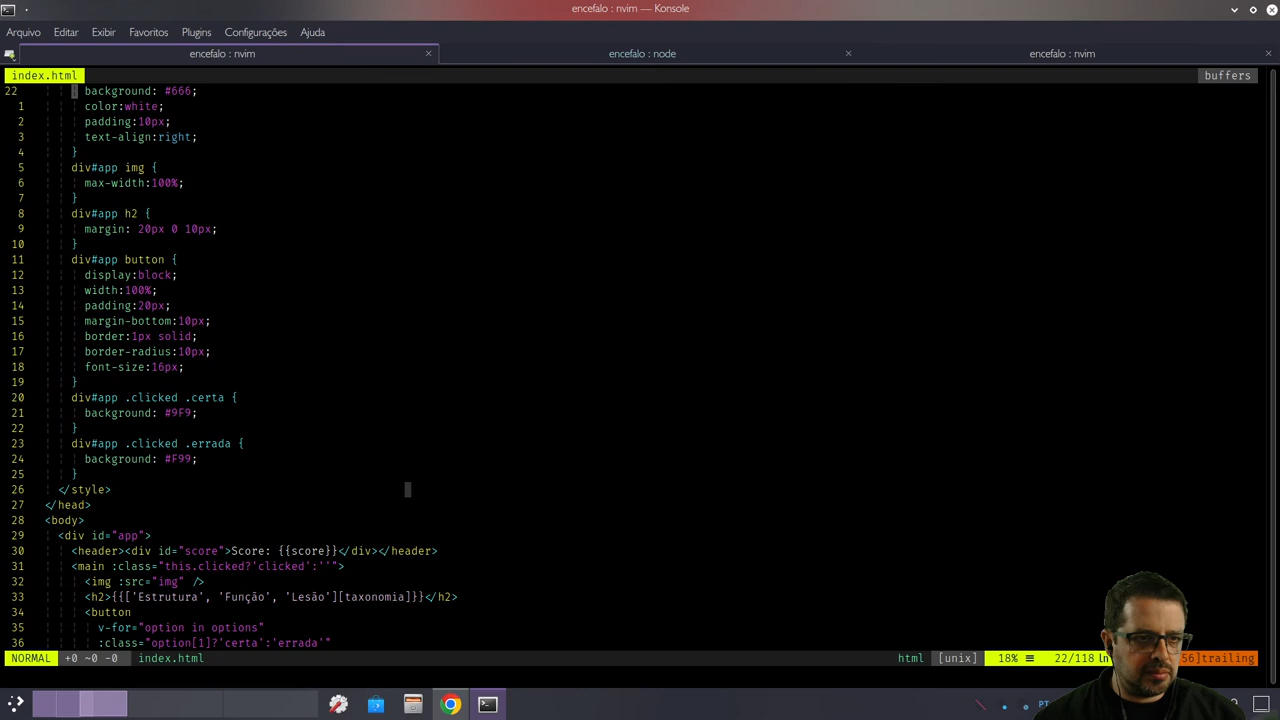 encefalo : nvim — Konsole
Arquivo Editar Exibir Favoritos Plugins Configurações Ajuda
encefalo : nvim encefalo : node encefalo : nvim
index.html buffers
22 background: #666;
1 color:white;
2 padding:10px;
3 text-align:right;
4 }
5 div#app img {
6 max-width:100%;
7 }
8 div#app h2 {
9 margin: 20px 0 10px;
10 }
11 div#app button {
12 display:block;
13 width:100%;
14 padding:20px;
15 margin-bottom:10px;
16 border:1px solid;
17 border-radius:10px;
18 font-size:16px;
19 }
20 div#app .clicked .certa {
21 background: #9F9;
22 }
23 div#app .clicked .errada {
24 background: #F99;
25 }
26 </style>
27 </head>
28 <body>
29 <div id="app">
30 <header><div id="score">Score: {{score}}</div></header>
31 <main :class="this.clicked?'clicked':''">
32 <img :src="img" />
33 <h2>{{['Estrutura', 'Função', 'Lesão'][taxonomia]}}</h2>
34 <button
35 v-for="option in options"
36 :class="option[1]?'certa':'errada'"
NORMAL +0 ~0 -0 index.html html [unix] 18% ☰ 22/118 ln 56]trailing
PT